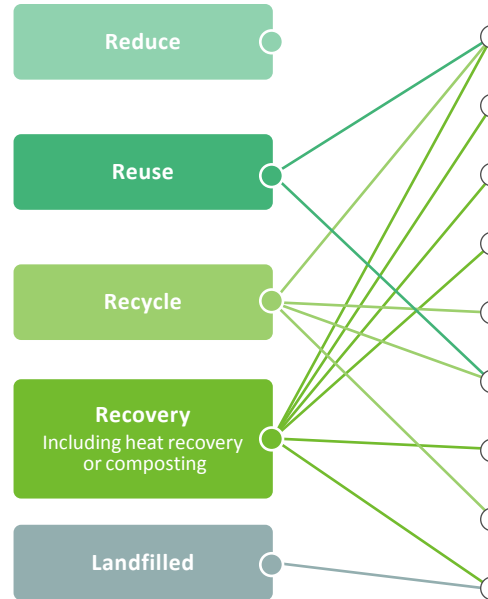 Reduce
Reuse
Recycle
Recovery
Including heat recovery
or composting
Landfilled